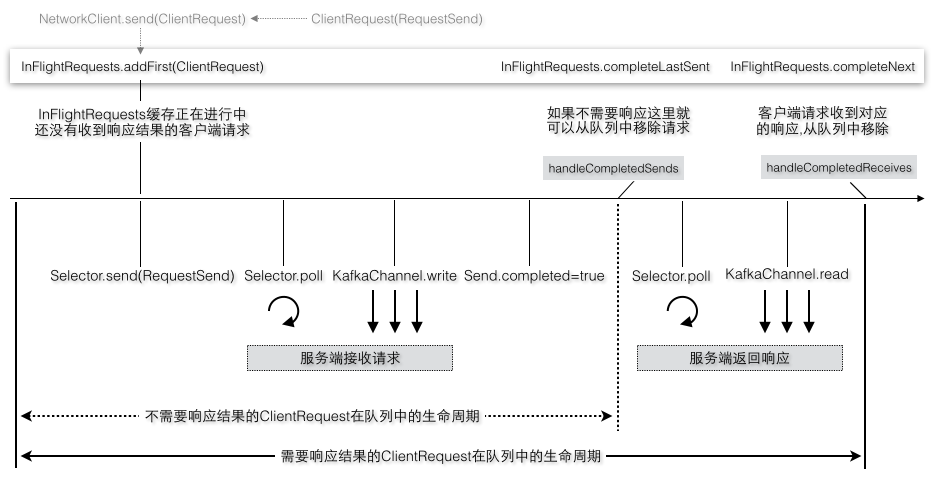 NetworkClient.send(ClientRequest)
ClientRequest(RequestSend)
InFlightRequests.addFirst(ClientRequest)
InFlightRequests.completeLastSent
InFlightRequests.completeNext
InFlightRequests缓存正在进行中
还没有收到响应结果的客户端请求
如果不需要响应这里就
可以从队列中移除请求
客户端请求收到对应
的响应,从队列中移除
handleCompletedSends
handleCompletedReceives
Selector.send(RequestSend)
Selector.poll
KafkaChannel.write
Send.completed=true
Selector.poll
KafkaChannel.read
服务端接收请求
服务端返回响应
不需要响应结果的ClientRequest在队列中的生命周期
需要响应结果的ClientRequest在队列中的生命周期